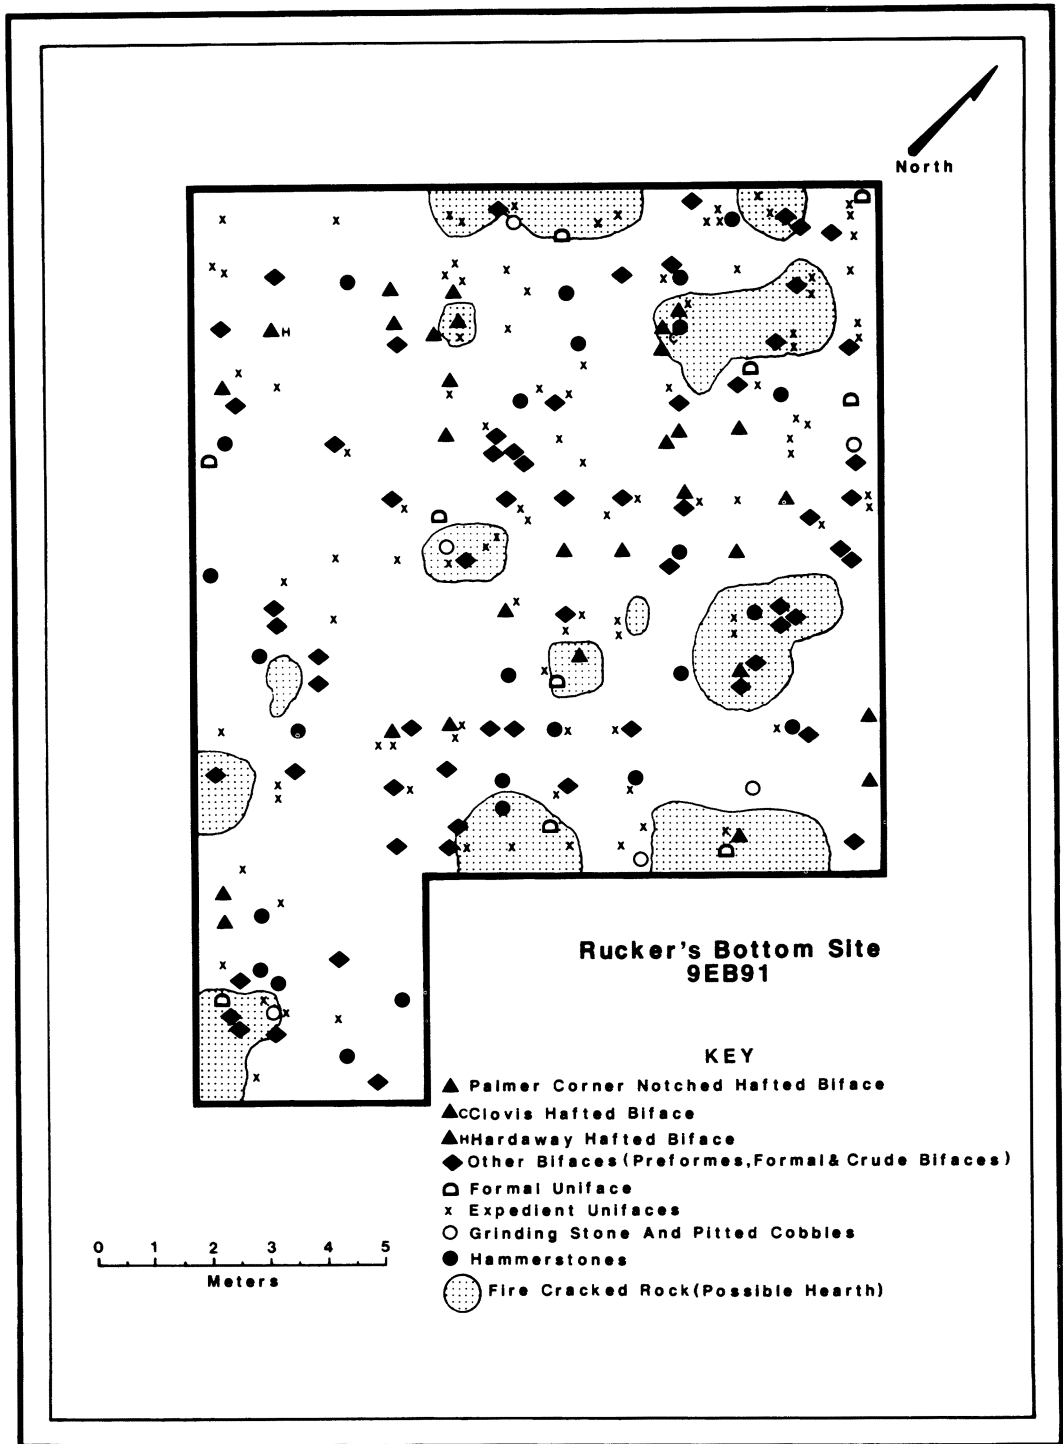 North
H
C
Rucker's Bottom Site
9EB91
KEY
Palmer Corner Notched Hafted Biface
C Clovis Hafted Biface
H Hardaway Hafted Biface
Other Bifaces (Preformes, Formal & Crude Bifaces)
Formal Uniface
x Expedient Unifaces
Grinding Stone And Pitted Cobbles
Hammerstones
Fire Cracked Rock (Possible Hearth)
0 1 2 3 4 5
Meters